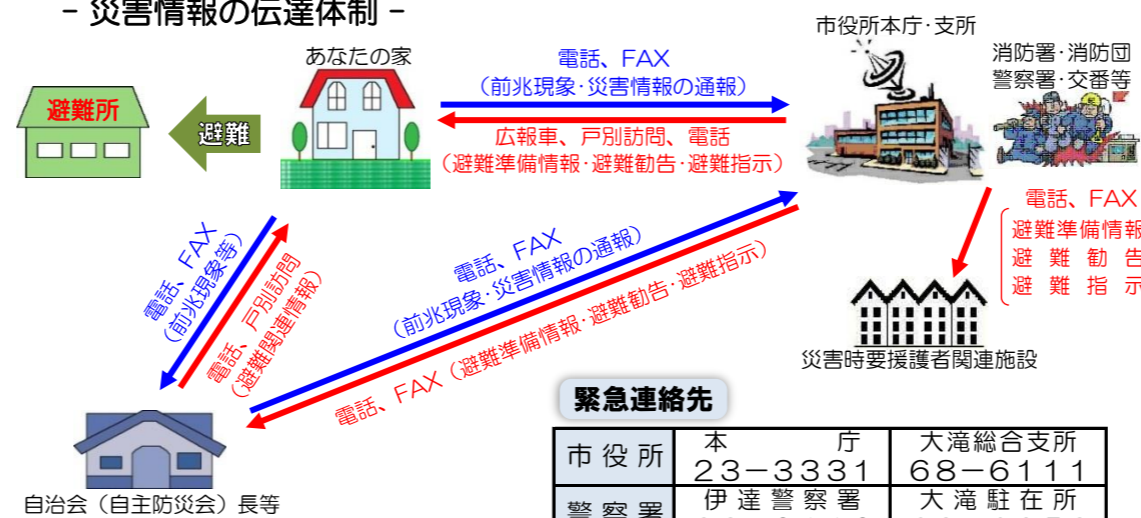 - 災害情報の伝達体制 -
市役所本庁・支所
あなたの家
消防署・消防団
警察署・交番等
電話、FAX
（前兆現象・災害情報の通報）
避難所
避難
広報車、戸別訪問、電話
（避難準備情報・避難勧告・避難指示）
電話、FAX
避難準備情報
避難勧告
避難指示
電話、FAX
（前兆現象等）
電話、戸別訪問
（避難関連情報）
電話、FAX
（前兆現象・災害情報の通報）
電話、FAX（避難準備情報・避難勧告・避難指示）
災害時要援護者関連施設
自治会（自主防災会）長等
緊急連絡先
市役所 本庁 大滝総合支所
23-3331 68-6111
警察署 伊達警察署 大滝駐在所